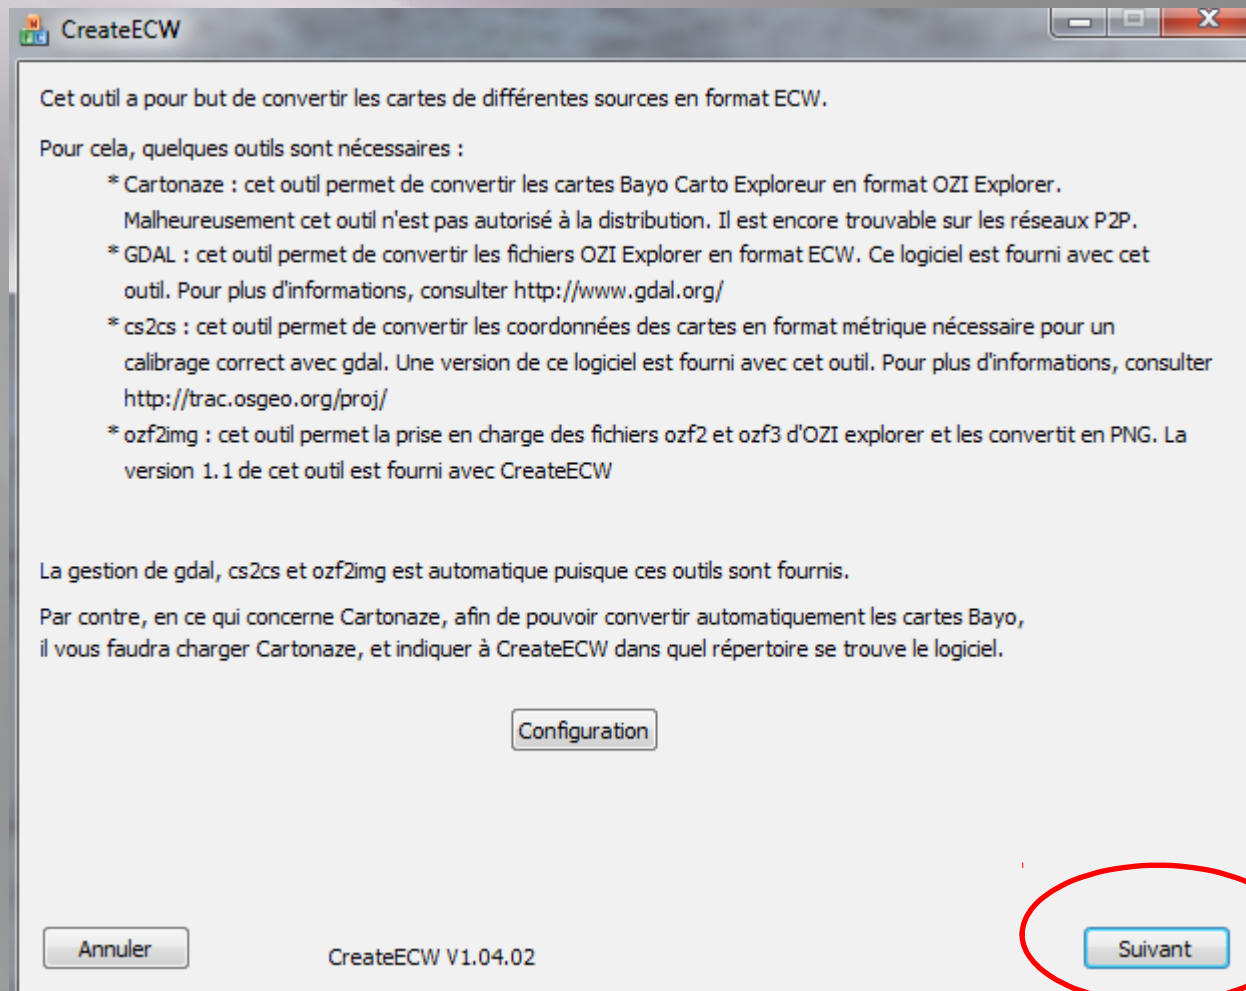 CreateECW
Cet outil a pour but de convertir les cartes de différentes sources en format ECW.
Pour cela, quelques outils sont nécessaires :
* Cartonaze : cet outil permet de convertir les cartes Bayo Carto Exploreur en format OZI Explorer.
Malheureusement cet outil n'est pas autorisé à la distribution. Il est encore trouvable sur les réseaux P2P.
* GDAL : cet outil permet de convertir les fichiers OZI Explorer en format ECW. Ce logiciel est fourni avec cet
outil. Pour plus d'informations, consulter http://www.gdal.org/
* cs2cs : cet outil permet de convertir les coordonnées des cartes en format métrique nécessaire pour un
calibrage correct avec gdal. Une version de ce logiciel est fourni avec cet outil. Pour plus d'informations, consulter
http://trac.osgeo.org/proj/
* ozf2img : cet outil permet la prise en charge des fichiers ozf2 et ozf3 d'OZI explorer et les convertit en PNG. La
version 1.1 de cet outil est fourni avec CreateECW
La gestion de gdal, cs2cs et ozf2img est automatique puisque ces outils sont fournis.
Par contre, en ce qui concerne Cartonaze, afin de pouvoir convertir automatiquement les cartes Bayo,
il vous faudra charger Cartonaze, et indiquer à CreateECW dans quel répertoire se trouve le logiciel.
Configuration
Annuler
CreateECW V1.04.02
Suivant